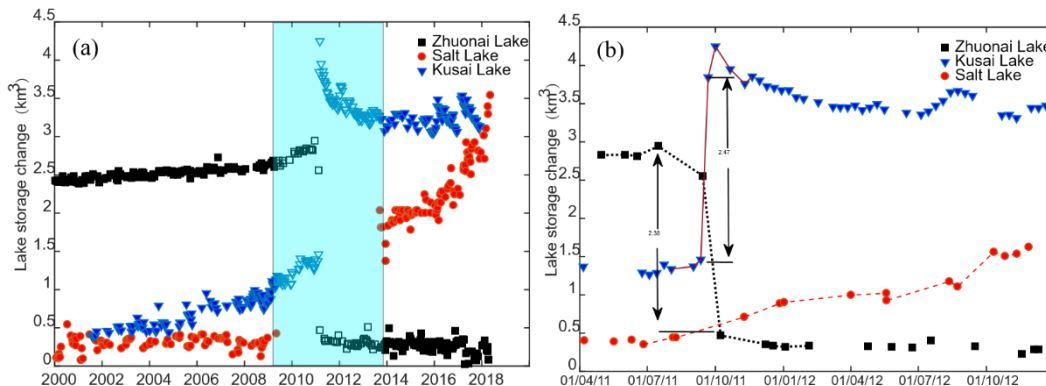 (a)
Zhuonai Lake
Salt Lake
Kusai Lake
Lake storage change (km3)
4.5
4
3.5
3
2.5
2
1.5
1
0.5
0
2000 2002 2004 2006 2008 2010 2012 2014 2016 2018 2020
(b)
Zhuonai Lake
Kusai Lake
Salt Lake
Lake storage change (km3)
4.5
4
3.5
3
2.5
2
1.5
1
0.5
0
2.47
2.38
01/04/11 01/07/11 01/10/11 01/01/12 01/04/12 01/07/12 01/10/12